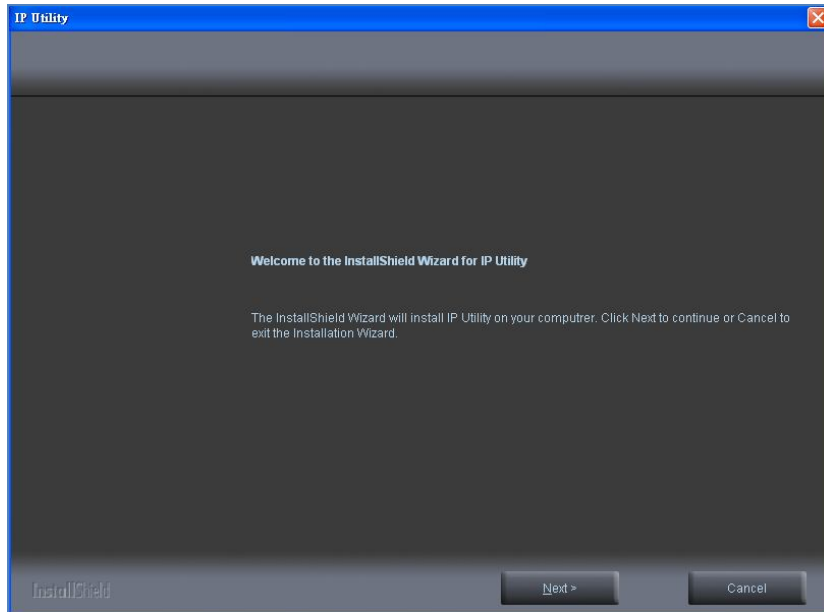 IP Utility
Welcome to the InstallShield Wizard for IP Utility
The InstallShield Wizard will install IP Utility on your computrer. Click Next to continue or Cancel to
exit the Installation Wizard.
InstallShield
Next >
Cancel